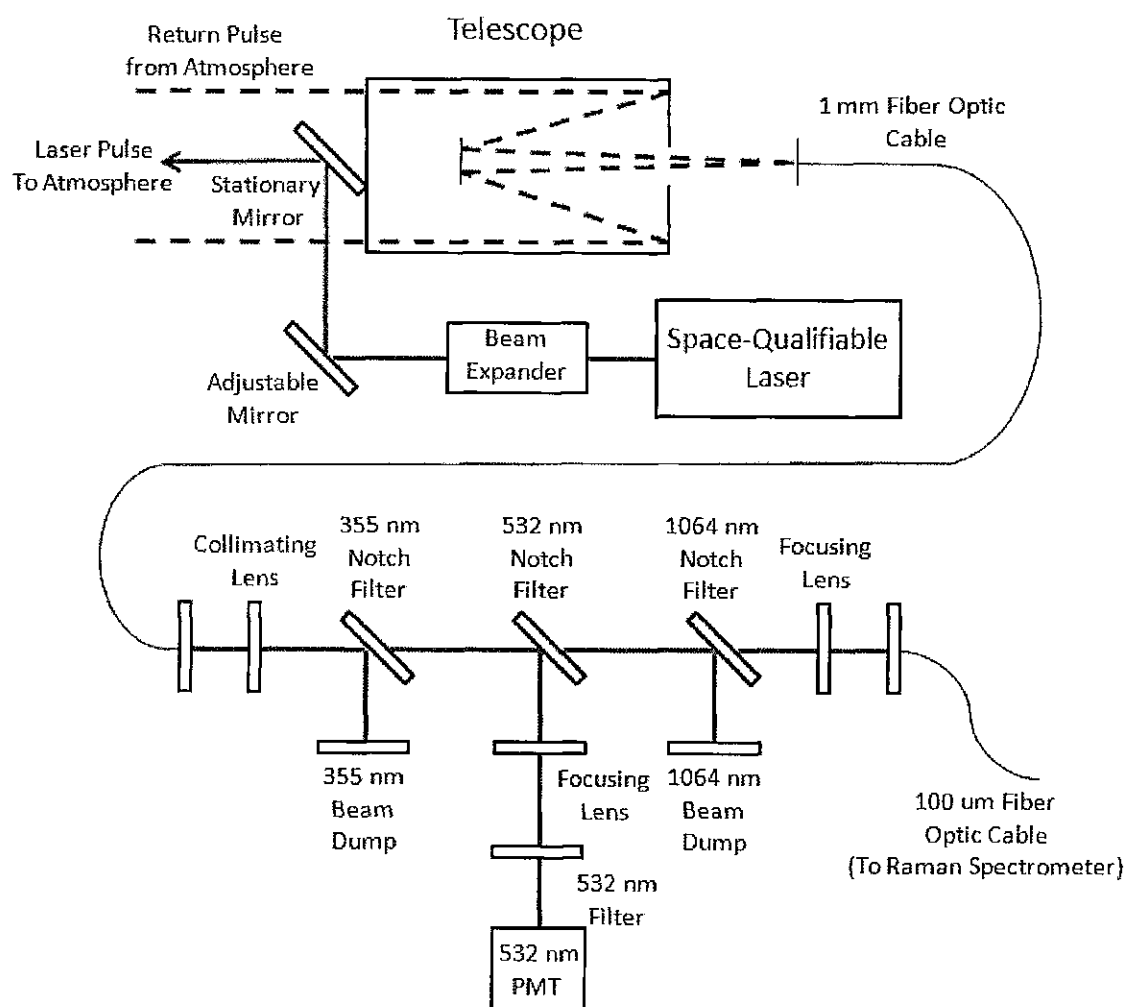 Telescope
Return Pulse
from Atmosphere
1 mm Fiber Optic
Cable
Laser Pulse
To Atmosphere
Stationary
Mirror
Beam
Expander
Space-Qualifiable
Laser
Adjustable
Mirror
Collimating
Lens
355 nm
Notch
Filter
532 nm
Notch
Filter
1064 nm
Notch
Filter
Focusing
Lens
355 nm
Beam
Dump
Focusing
Lens
1064 nm
Beam
Dump
100 um Fiber
Optic Cable
(To Raman Spectrometer)
532 nm
Filter
532 nm
PMT